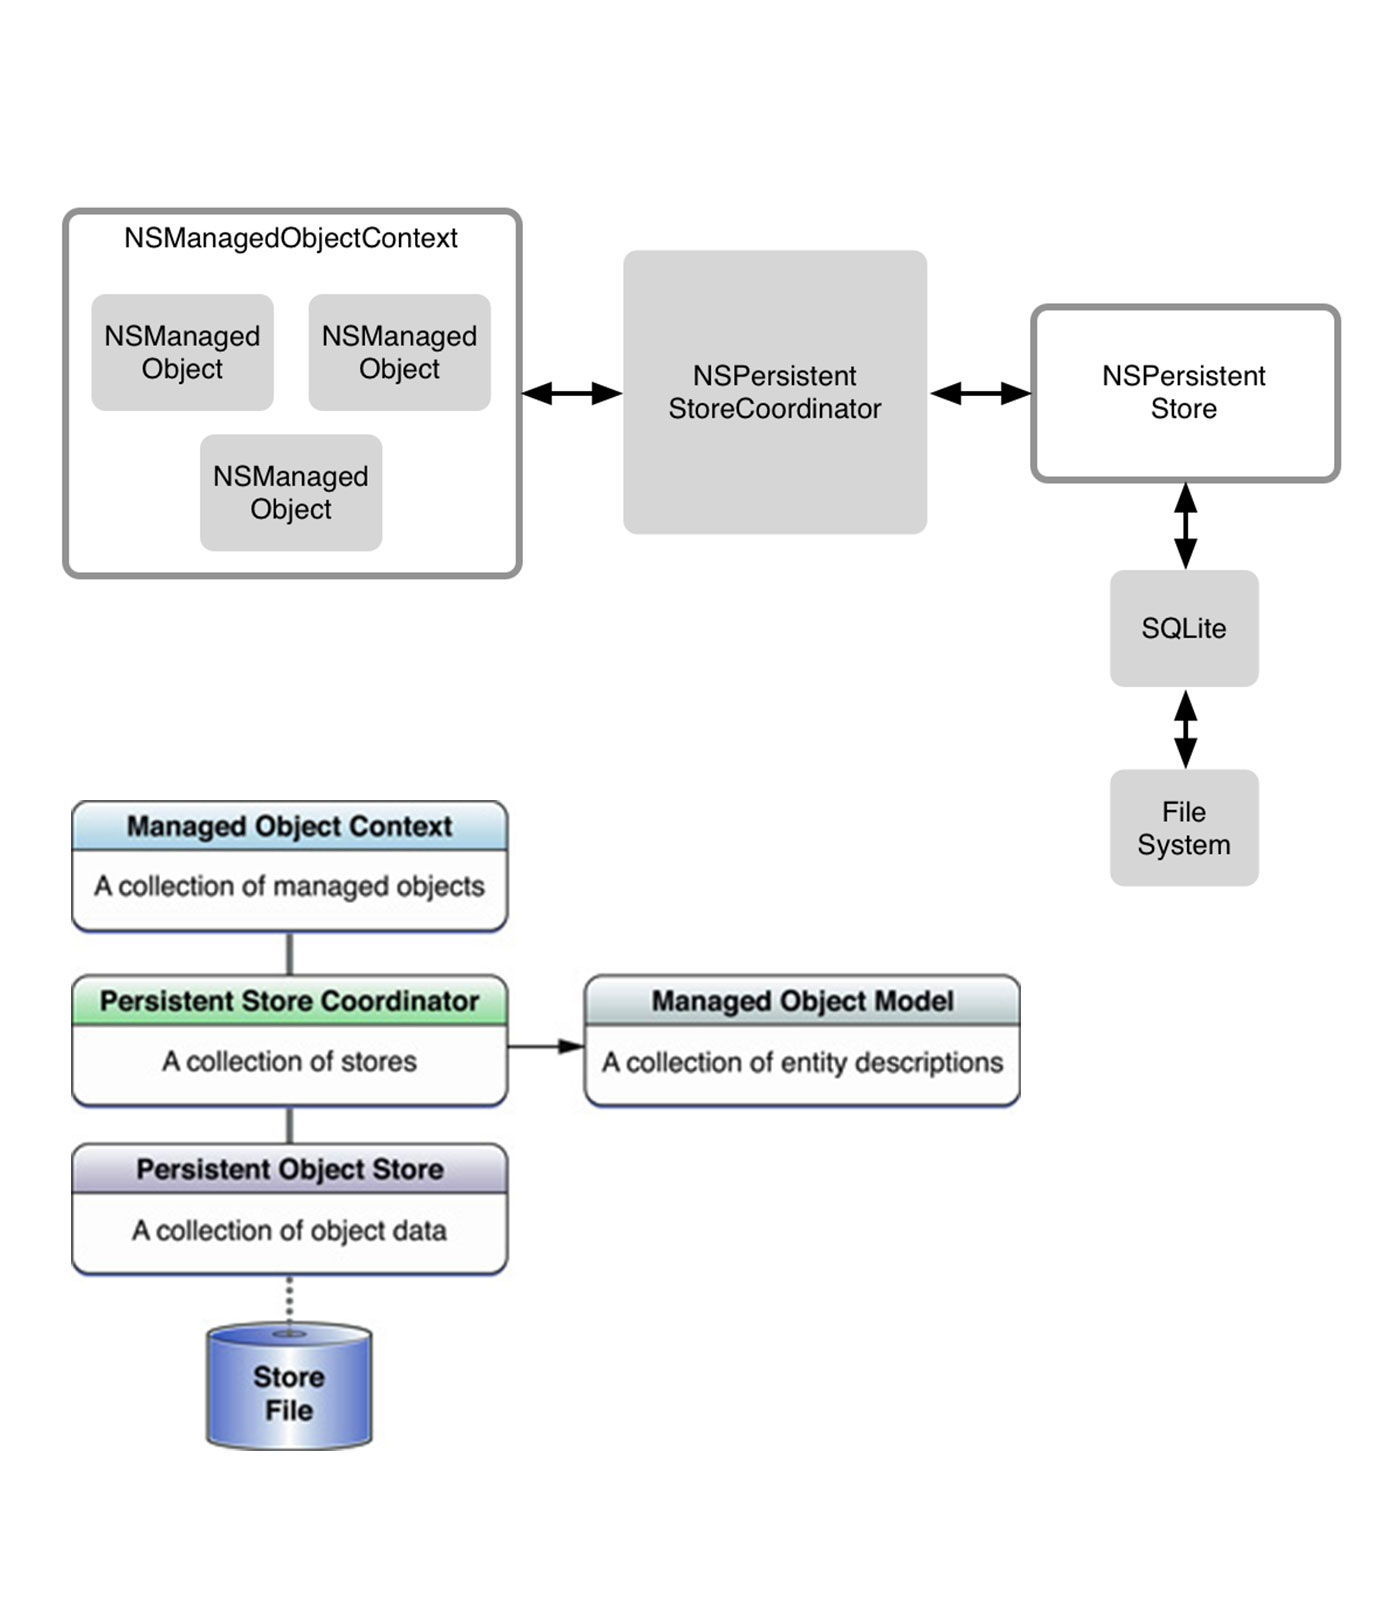 NSManagedObjectContext
NSManaged
Object
NSManaged
Object
NSManaged
Object
NSPersistent
StoreCoordinator
NSPersistent
Store
SQLite
File
System
Managed Object Context
A collection of managed objects
Persistent Store Coordinator
A collection of stores
Managed Object Model
A collection of entity descriptions
Persistent Object Store
A collection of object data
Store
File